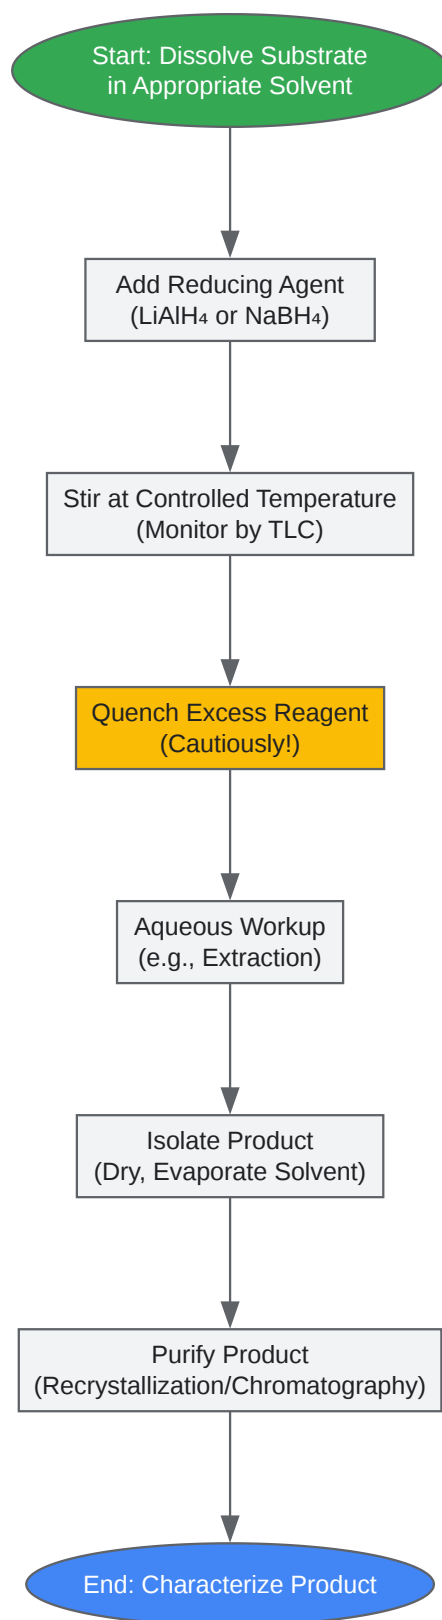 Start: Dissolve Substrate
in Appropriate Solvent
Add Reducing Agent
(LiAlH₄ or NaBH₄)
Stir at Controlled Temperature
(Monitor by TLC)
Quench Excess Reagent
(Cautiously!)
Aqueous Workup
(e.g., Extraction)
Isolate Product
(Dry, Evaporate Solvent)
Purify Product
(Recrystallization/Chromatography)
End: Characterize Product